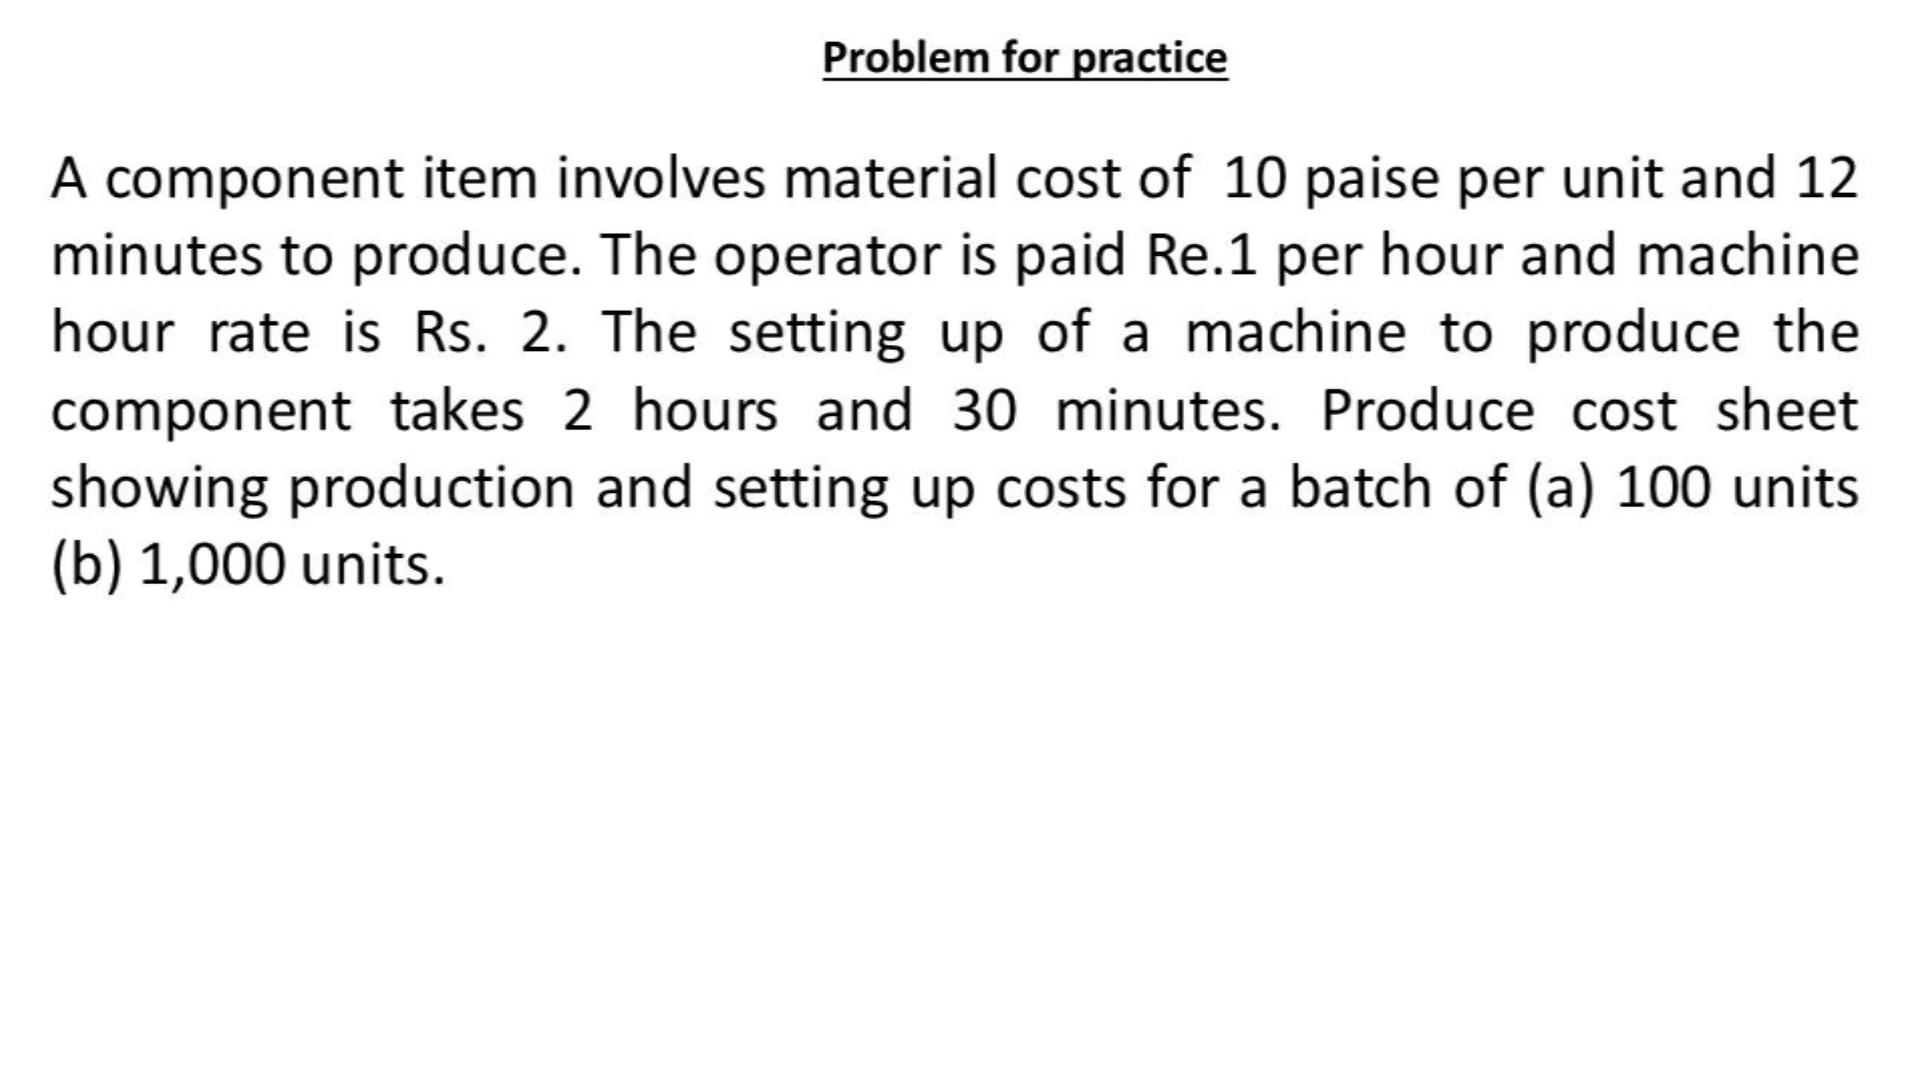 Problem for practice
A component item involves material cost of 10 paise per unit and 12
minutes to produce. The operator is paid Re.1 per hour and machine
hour rate is Rs. 2. The setting up of a machine to produce the
component takes 2 hours and 30 minutes. Produce cost sheet
showing production and setting up costs for a batch of (a) 100 units
(b) 1,000 units.